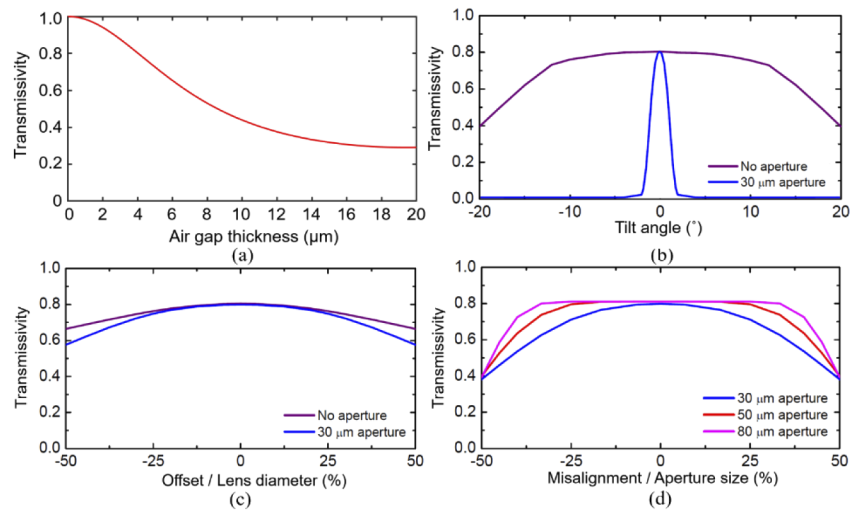 1.0
0.8
0.6
0.4
0.2
0
Transmissivity
0 2 4 6 8 10 12 14 16 18 20
Air gap thickness (μm)
(a)
1.0
0.8
0.6
0.4
0.2
0.0
Transmissivity
No aperture
30 μm aperture
-20 -10 0 10 20
Tilt angle (˚)
(b)
1.0
0.8
0.6
0.4
0.2
0.0
Transmissivity
No aperture
30 μm aperture
-50 -25 0 25 50
Offset / Lens diameter (%)
(c)
1.0
0.8
0.6
0.4
0.2
0.0
Transmissivity
30 μm aperture
50 μm aperture
80 μm aperture
-50 -25 0 25 50
Misalignment / Aperture size (%)
(d)